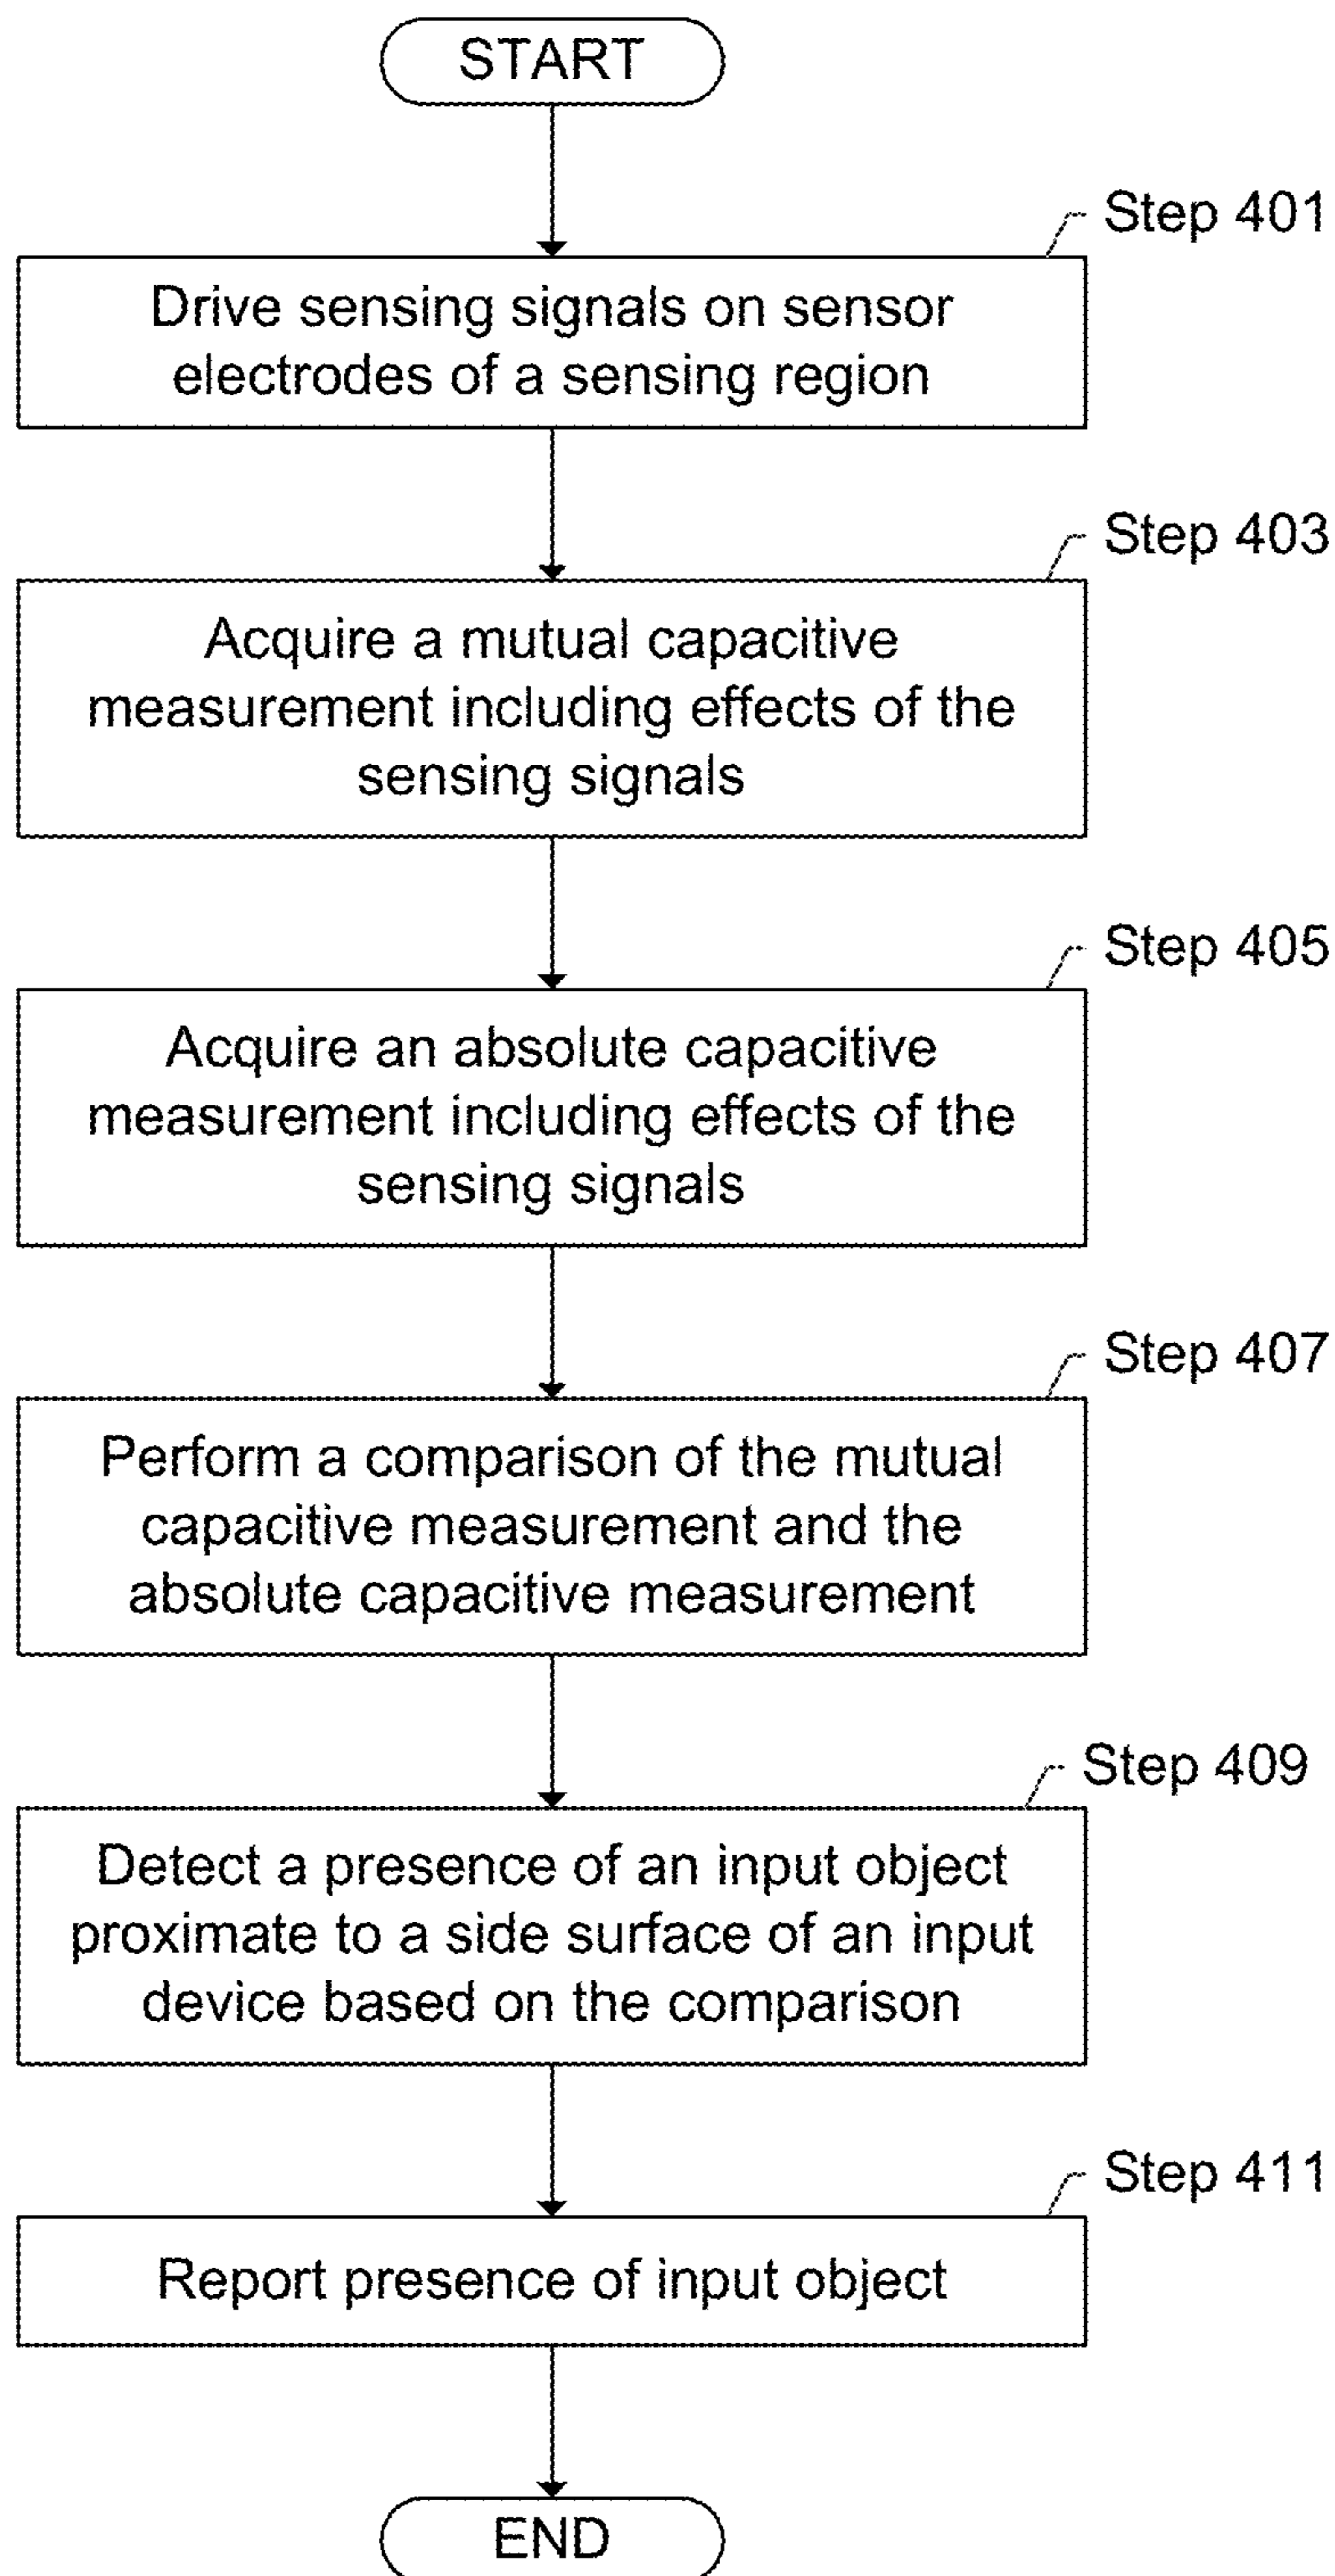 START
Step 401
Drive sensing signals on sensor
electrodes of a sensing region
Step 403
Acquire a mutual capacitive
measurement including effects of the
sensing signals
Step 405
Acquire an absolute capacitive
measurement including effects of the
sensing signals
Step 407
Perform a comparison of the mutual
capacitive measurement and the
absolute capacitive measurement
Step 409
Detect a presence of an input object
proximate to a side surface of an input
device based on the comparison
Step 411
Report presence of input object
END